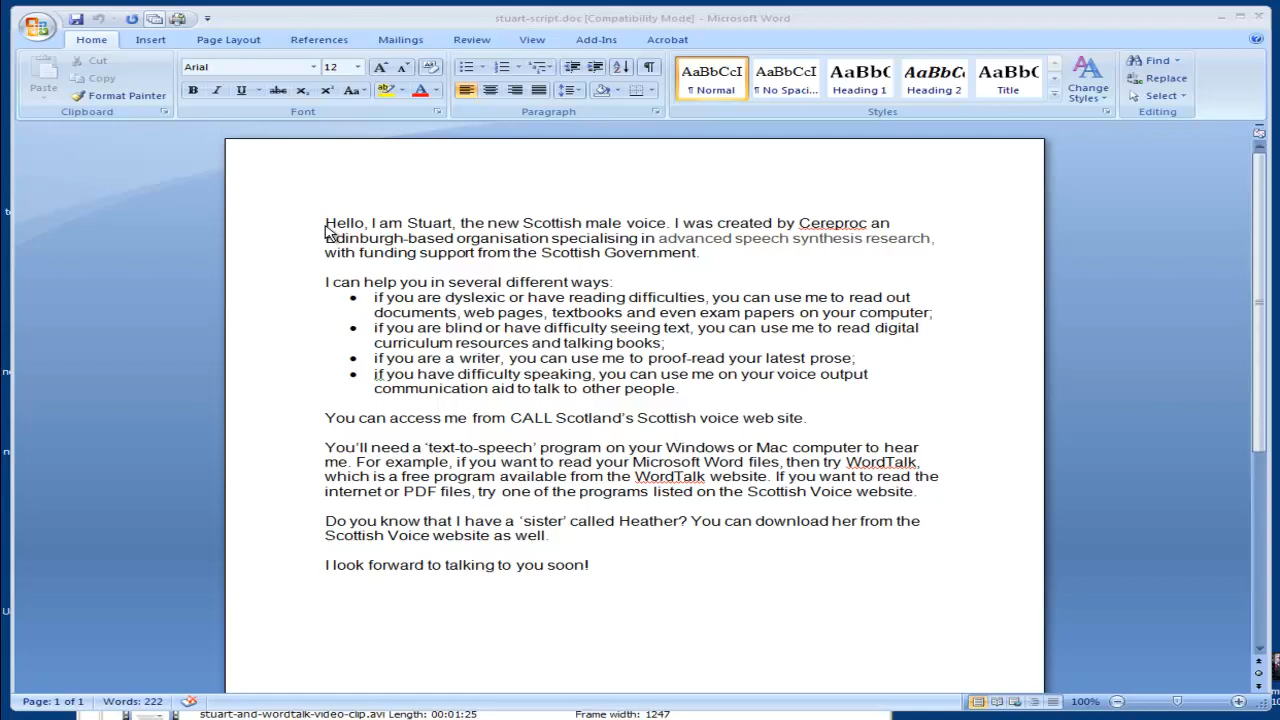 stuart-script.doc [Compatibility Mode] - Microsoft Word
Home Insert Page Layout References Mailings Review View Add-Ins Acrobat
Paste
Cut
Copy
Format Painter
Clipboard
Arial 12
B I U abc X₂ X² Aa
Font
Paragraph
AaBbCcI AaBbCcI AaBbC AaBbCc AaBbC
¶ Normal ¶ No Spaci... Heading 1 Heading 2 Title
Change Styles
Styles
Find
Replace
Select
Editing
Hello, I am Stuart, the new Scottish male voice. I was created by Cereproc an
Edinburgh-based organisation specialising in advanced speech synthesis research,
with funding support from the Scottish Government.
I can help you in several different ways:
• if you are dyslexic or have reading difficulties, you can use me to read out
documents, web pages, textbooks and even exam papers on your computer;
• if you are blind or have difficulty seeing text, you can use me to read digital
curriculum resources and talking books;
• if you are a writer, you can use me to proof-read your latest prose;
• if you have difficulty speaking, you can use me on your voice output
communication aid to talk to other people.
You can access me from CALL Scotland’s Scottish voice web site.
You’ll need a ‘text-to-speech’ program on your Windows or Mac computer to hear
me. For example, if you want to read your Microsoft Word files, then try WordTalk,
which is a free program available from the WordTalk website. If you want to read the
internet or PDF files, try one of the programs listed on the Scottish Voice website.
Do you know that I have a ‘sister’ called Heather? You can download her from the
Scottish Voice website as well.
I look forward to talking to you soon!
Page: 1 of 1 Words: 222 100%
stuart-and-wordtalk-video-clip.avi Length: 00:01:25 Frame width: 1247